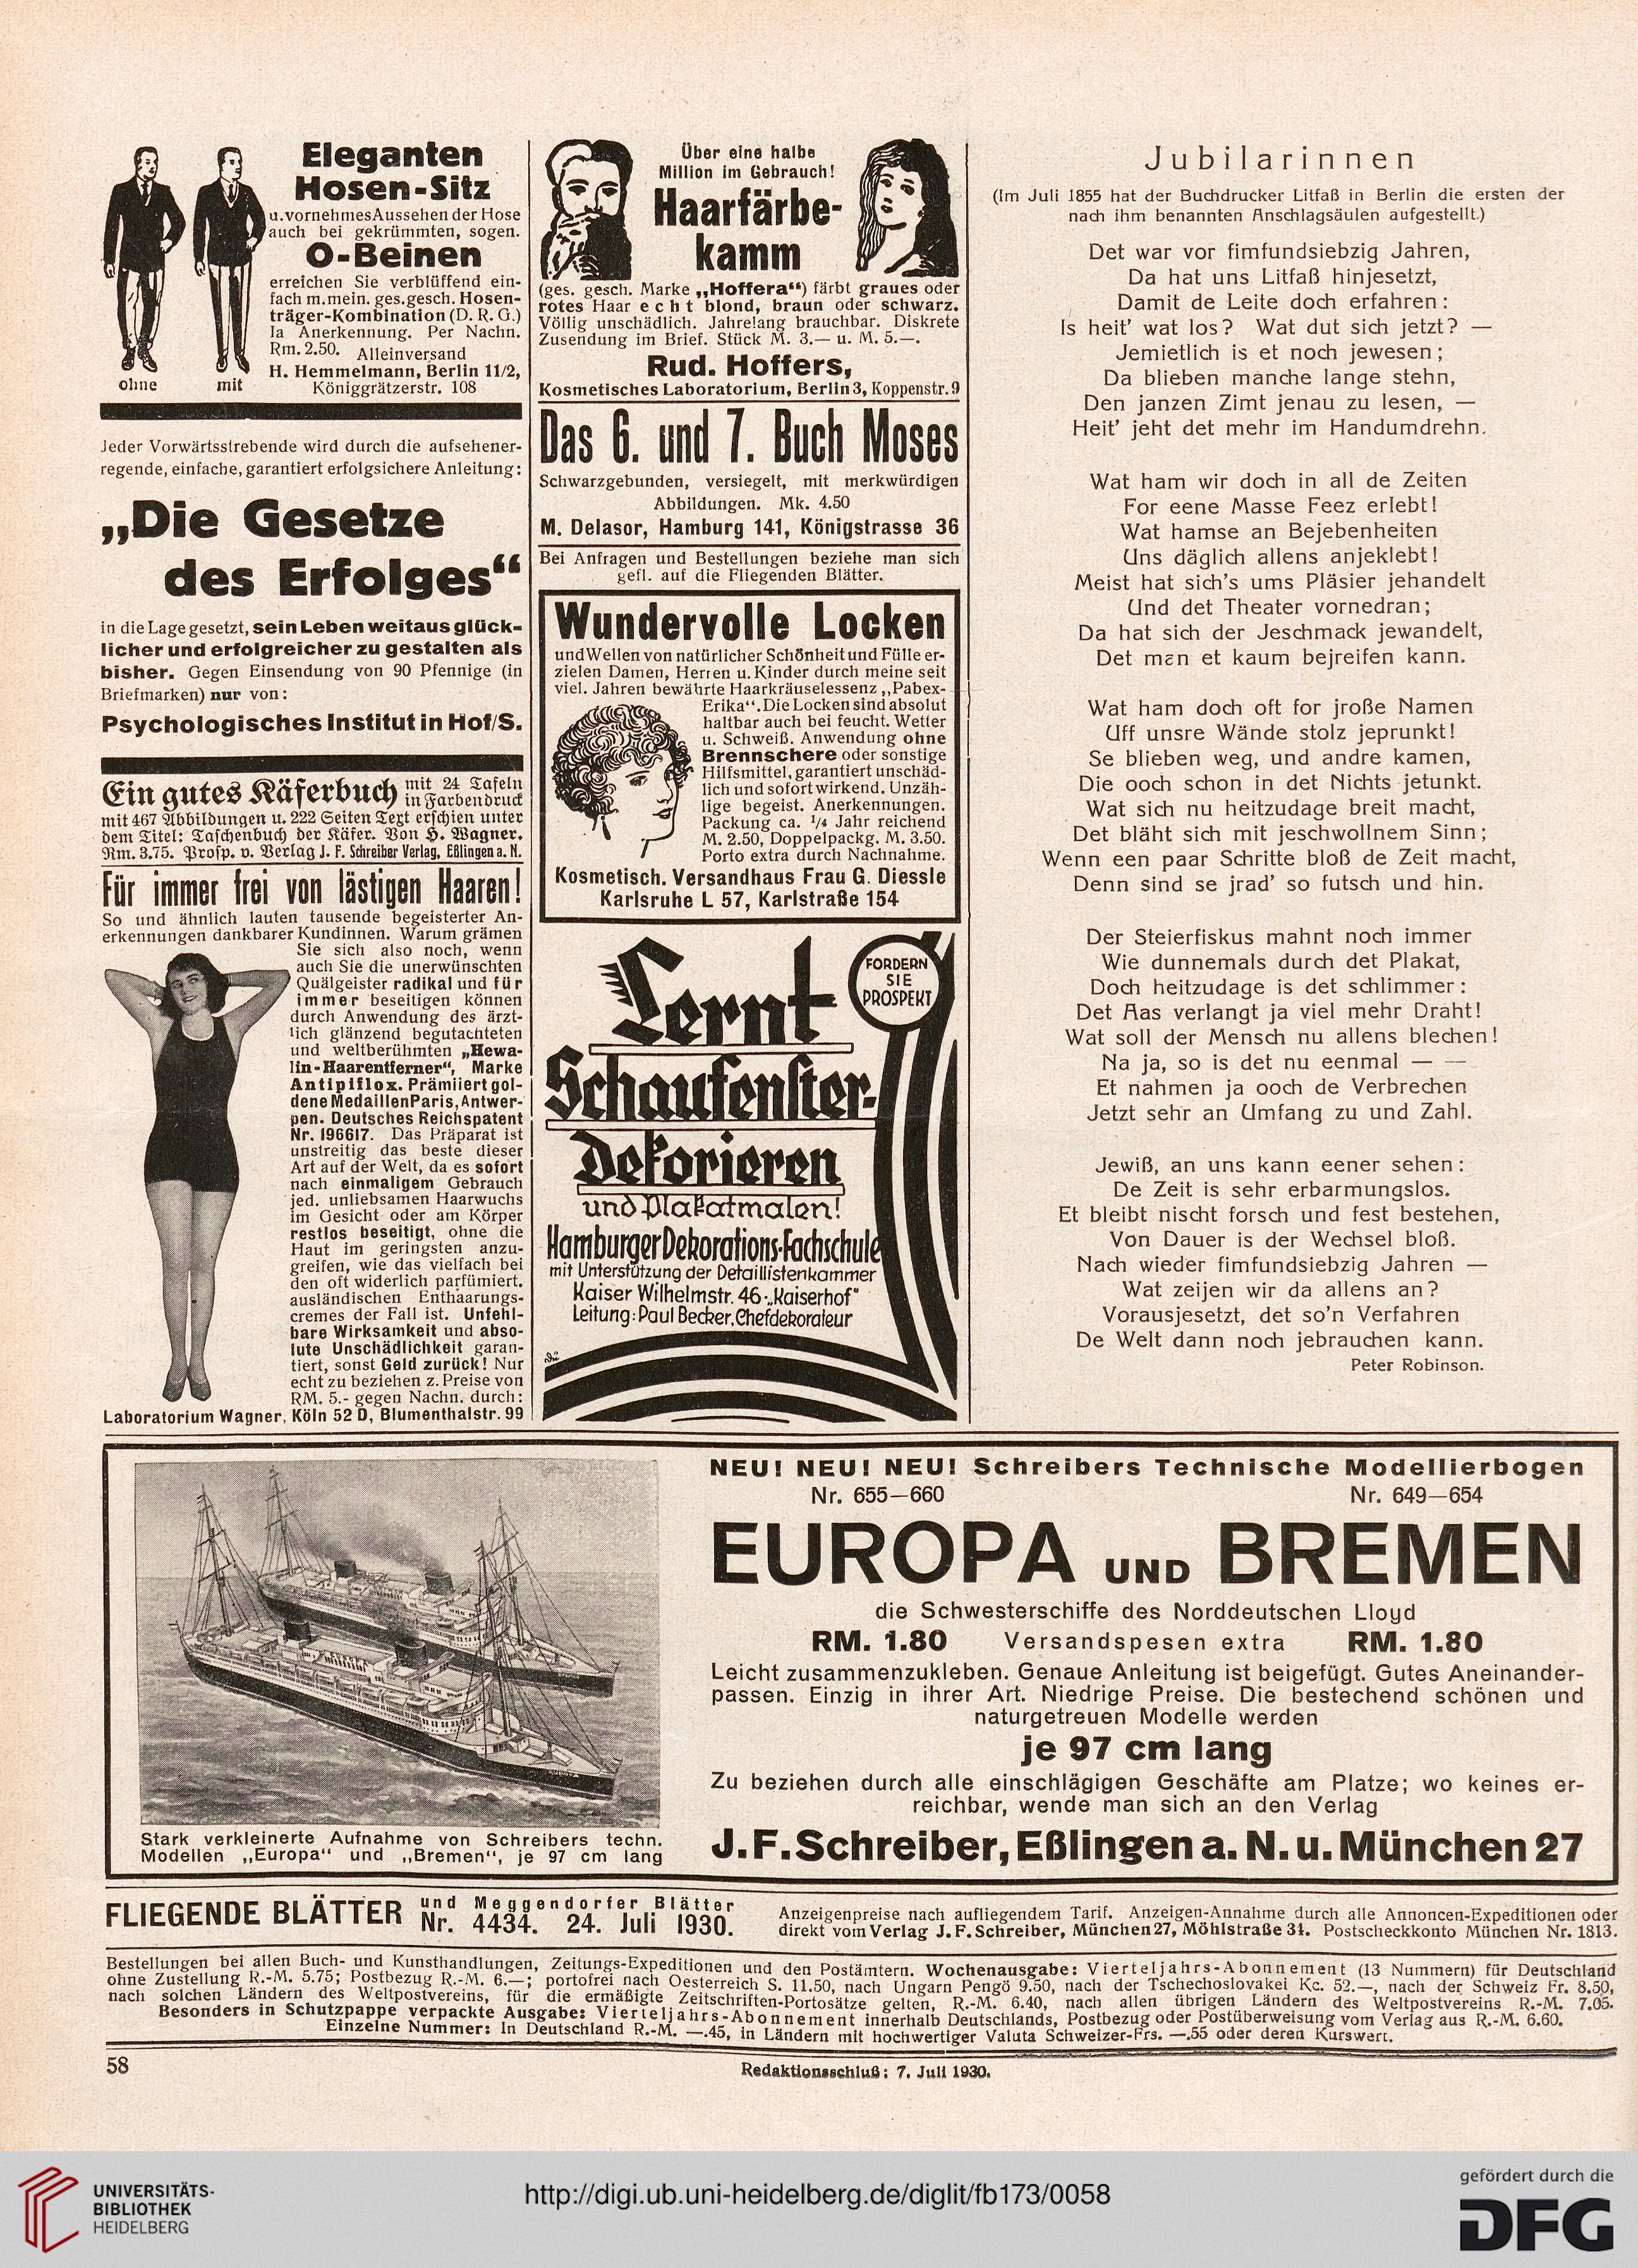 Eleganten
Hosen-Sitz
u. vornehmes Aussehen der Hose
auch bei gekrümmten, sogen.
O-Beinen
erreichen Sie verblüffend ein-
fach m. mein. ges. gesch. Hosen-
träger-Kombination (D. R. G.)
Ia Anerkennung. Per Nachn.
Rm. 2.50. Alleinversand
H. Hemmelmann, Berlin 11/2,
Königgrätzerstr. 108
ohne mit
Jeder Vorwärtsstrebende wird durch die aufsehener-
regende, einfache, garantiert erfolgsichere Anleitung:
„Die Gesetze
des Erfolges“
in die Lage gesetzt, sein Leben weitaus glück-
licher und erfolgreicher zu gestalten als
bisher. Gegen Einsendung von 90 Pfennige (in
Briefmarken) nur von:
Psychologisches Institut in Hof/S.
Ein gutes Käferbuch mit 24 Tafeln
in Farbendruck
mit 467 Abbildungen u. 222 Seiten Text erschien unter
dem Titel: Taschenbuch der Käfer. Von H. Wagner.
Rm. 3.75. Prosp. v. Verlag J. F. Schreiber Verlag, Eßlingen a. N.
Für immer frei von lästigen Haaren!
So und ähnlich lauten tausende begeisterter An-
erkennungen dankbarer Kundinnen. Warum grämen
Sie sich also noch, wenn
auch Sie die unerwünschten
Quälgeister radikal und für
immer beseitigen können
durch Anwendung des ärzt-
lich glänzend begutachteten
und weltberühmten „Hewa-
lin-Haarentferner“, Marke
Antipiflox. Prämiiert gol-
dene Medaillen Paris, Antwer-
pen. Deutsches Reichspatent
Nr. 196617. Das Präparat ist
unstreitig das beste dieser
Art auf der Welt, da es sofort
nach einmaligem Gebrauch
jed. unliebsamen Haarwuchs
im Gesicht oder am Körper
restlos beseitigt, ohne die
Haut im geringsten anzu-
greifen, wie das vielfach bei
den oft widerlich parfümiert.
ausländischen Enthaarungs-
cremes der Fall ist. Unfehl-
bare Wirksamkeit und abso-
lute Unschädlichkeit garan-
tiert, sonst Geld zurück! Nur
echt zu beziehen z. Preise von
RM. 5.- gegen Nachn. durch:
Laboratorium Wagner, Köln 52 D, Blumenthalstr. 99
Über eine halbe
Million im Gebrauch!
Haarfärbe-
kamm
(ges. gesch. Marke „Hoffera“) färbt graues oder
rotes Haar echt blond, braun oder schwarz.
Völlig unschädlich. Jahrelang brauchbar. Diskrete
Zusendung im Brief. Stück M. 3.— u. M. 5.—.
Rud. Hoffers,
Kosmetisches Laboratorium, Berlin 3, Koppenstr. 9
Das 6. und 7. Buch Moses
Schwarzgebunden, versiegelt, mit merkwürdigen
Abbildungen. Mk. 4.50
M. Delasor, Hamburg 141, Königstrasse 36
Bei Anfragen und Bestellungen beziehe man sich
gefl. auf die Fliegenden Blätter.
Wundervolle Locken
und Wellen von natürlicher Schönheit und Fülle er-
zielen Damen, Herren u. Kinder durch meine seit
viel. Jahren bewährte Haarkräuselessenz „Pabex-
Erika“. Die Locken sind absolut
haltbar auch bei feucht. Wetter
u. Schweiß. Anwendung ohne
Brennschere oder sonstige
Hilfsmittel, garantiert unschäd-
lich und sofort wirkend. Unzäh-
lige begeist. Anerkennungen.
Packung ca. 1/4 Jahr reichend
M. 2.50, Doppelpackg. M. 3.50.
Porto extra durch Nachnahme.
Kosmetisch. Versandhaus Frau G. Diessle
Karlsruhe L 57, Karlstraße 154
FORDERN
SIE
PROSPEKT
Lernt
Schaufenster-
Dekorieren
und Plakatmalen!
Hamburger Dekorations-Fachschule
mit Unterstützung der Detaillistenkammer
Kaiser Wilhelmstr. 46 · „Kaiserhof“
Leitung: Paul Becker, Chefdekorateur
Jubilarinnen
(Im Juli 1855 hat der Buchdrucker Litfaß in Berlin die ersten der
nach ihm benannten Anschlagsäulen aufgestellt.)
Det war vor fimfundsiebzig Jahren,
Da hat uns Litfaß hinjesetzt,
Damit de Leite doch erfahren:
Is heit’ wat los? Wat dut sich jetzt? —
Jemietlich is et noch jewesen;
Da blieben manche lange stehn,
Den janzen Zimt jenau zu lesen, —
Heit’ jeht det mehr im Handumdrehn.
Wat ham wir doch in all de Zeiten
For eene Masse Feez erlebt!
Wat hamse an Bejebenheiten
Uns däglich allens anjeklebt!
Meist hat sich’s ums Pläsier jehandelt
Und det Theater vornedran;
Da hat sich der Jeschmack jewandelt,
Det man et kaum bejreifen kann.
Wat ham doch oft for jroße Namen
Uff unsre Wände stolz jeprunkt!
Se blieben weg, und andre kamen,
Die ooch schon in det Nichts jetunkt.
Wat sich nu heitzudage breit macht,
Det bläht sich mit jeschwollnem Sinn;
Wenn een paar Schritte bloß de Zeit macht,
Denn sind se jrad’ so futsch und hin.
Der Steierfiskus mahnt noch immer
Wie dunnemals durch det Plakat,
Doch heitzudage is det schlimmer:
Det Aas verlangt ja viel mehr Draht!
Wat soll der Mensch nu allens blechen!
Na ja, so is det nu eenmal — —
Et nahmen ja ooch de Verbrechen
Jetzt sehr an Umfang zu und Zahl.
Jewiß, an uns kann eener sehen:
De Zeit is sehr erbarmungslos.
Et bleibt nischt forsch und fest bestehen,
Von Dauer is der Wechsel bloß.
Nach wieder fimfundsiebzig Jahren —
Wat zeijen wir da allens an?
Vorausjesetzt, det so’n Verfahren
De Welt dann noch jebrauchen kann.
Peter Robinson.
Stark verkleinerte Aufnahme von Schreibers techn.
Modellen „Europa“ und „Bremen“, je 97 cm lang
NEU! NEU! NEU! Schreibers Technische Modellierbogen
Nr. 655—660 Nr. 649—654
EUROPA UND BREMEN
die Schwesterschiffe des Norddeutschen Lloyd
RM. 1.80 Versandspesen extra RM. 1.80
Leicht zusammenzukleben. Genaue Anleitung ist beigefügt. Gutes Aneinander-
passen. Einzig in ihrer Art. Niedrige Preise. Die bestechend schönen und
naturgetreuen Modelle werden
je 97 cm lang
Zu beziehen durch alle einschlägigen Geschäfte am Platze; wo keines er-
reichbar, wende man sich an den Verlag
J. F. Schreiber, Eßlingen a. N. u. München 27
FLIEGENDE BLÄTTER und Meggendorfer Blätter
Nr. 4434. 24. Juli 1930.
Anzeigenpreise nach aufliegendem Tarif. Anzeigen-Annahme durch alle Annoncen-Expeditionen oder
direkt vom Verlag J. F. Schreiber, München 27, Möhlstraße 34. Postscheckkonto München Nr. 1813.
Bestellungen bei allen Buch- und Kunsthandlungen, Zeitungs-Expeditionen und den Postämtern. Wochenausgabe: Vierteljahrs-Abonnement (13 Nummern) für Deutschland
ohne Zustellung R.-M. 5.75; Postbezug R.-M. 6.—; portofrei nach Oesterreich S. 11.50, nach Ungarn Pengö 9.50, nach der Tschechoslovakei Kc. 52.—, nach der Schweiz Fr. 8.50,
nach solchen Ländern des Weltpostvereins, für die ermäßigte Zeitschriften-Portosätze gelten, R.-M. 6.40, nach allen übrigen Ländern des Weltpostvereins R.-M. 7.05.
Besonders in Schutzpappe verpackte Ausgabe: Vierteljahrs-Abonnement innerhalb Deutschlands, Postbezug oder Postüberweisung vom Verlag aus R.-M. 6.60.
Einzelne Nummer: In Deutschland R.-M. —.45, in Ländern mit hochwertiger Valuta Schweizer-Frs. —.55 oder deren Kurswert.
58
Redaktionsschluß: 7. Juli 1930.
UNIVERSITÄTS-
BIBLIOTHEK
HEIDELBERG
http://digi.ub.uni-heidelberg.de/diglit/fb173/0058
gefördert durch die
DFG